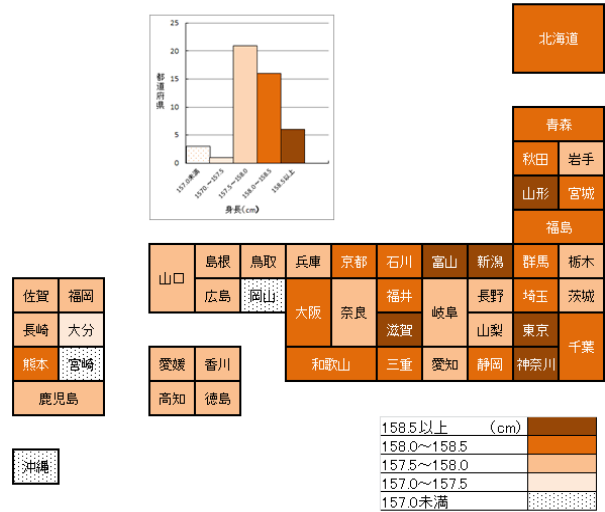 25
20
15
10
5
0
都道府県
157.0未満
157.0～157.5
157.5～158.0
158.0～158.5
158.5以上
身長(cm)
北海道
青森
秋田 岩手
山形 宮城
福島
山口 島根 鳥取 兵庫 京都 石川 富山 新潟 群馬 栃木
佐賀 福岡 広島 岡山 大阪 奈良 福井 岐阜 長野 埼玉 茨城
長崎 大分 滋賀 山梨 東京 千葉
熊本 宮崎 愛媛 香川 和歌山 三重 愛知 静岡 神奈川
鹿児島 高知 徳島
沖縄
158.5以上 (cm)
158.0～158.5
157.5～158.0
157.0～157.5
157.0未満